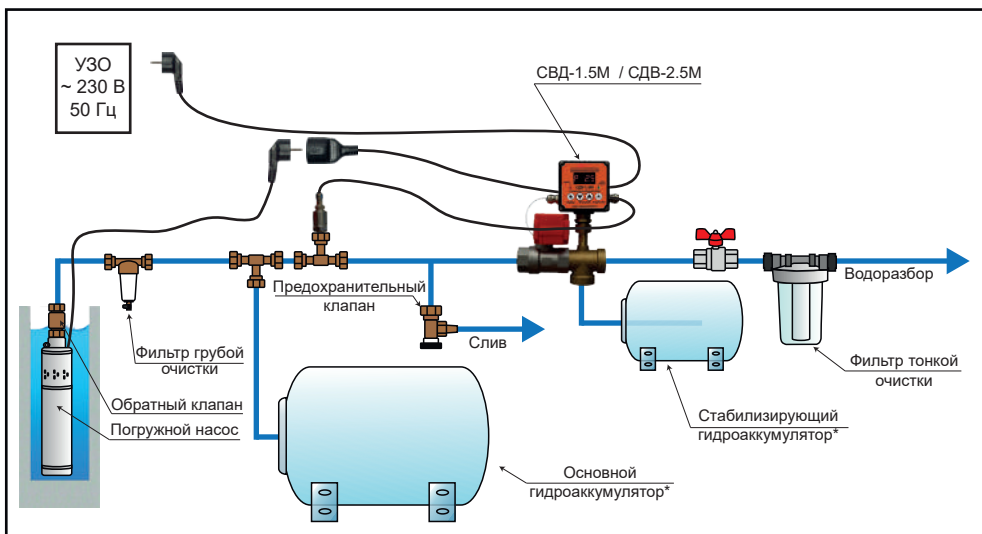 УЗО
~ 230 В
50 Гц
СВД-1.5М / СДВ-2.5М
Водоразбор
Предохранительный
клапан
Слив
Фильтр грубой
очистки
Фильтр тонкой
очистки
Обратный клапан
Погружной насос
Стабилизирующий
гидроаккумулятор*
Основной
гидроаккумулятор*